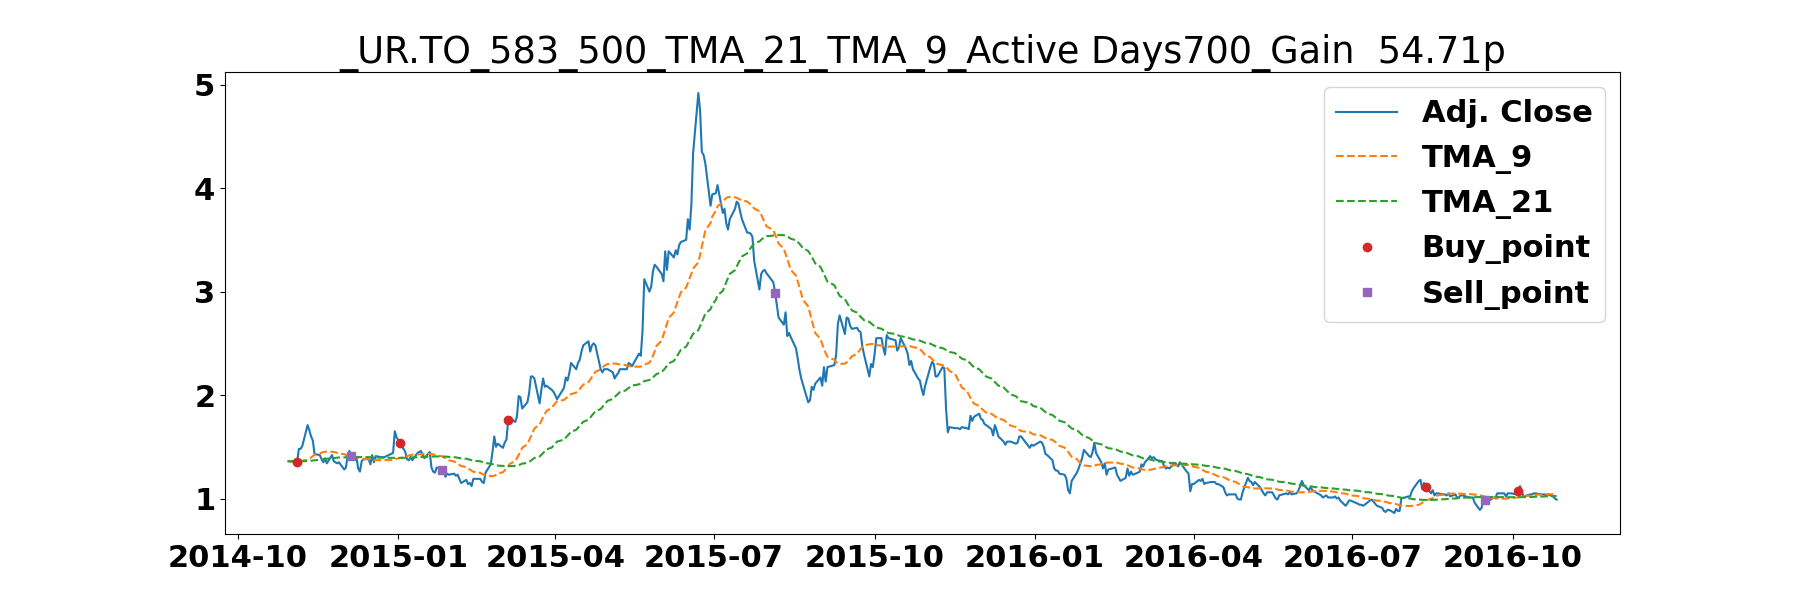 _UR.TO_583_500_TMA_21_TMA_9_Active Days700_Gain  54.71p
5
4
3
2
1
Adj. Close
TMA_9
TMA_21
Buy_point
Sell_point
2014-10 2015-01 2015-04 2015-07 2015-10 2016-01 2016-04 2016-07 2016-10